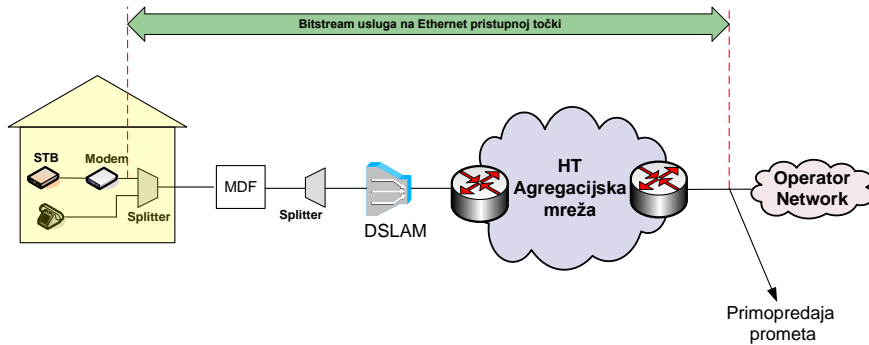 Bitstream usluga na Ethernet pristupnoj točki
STB
Modem
Splitter
MDF
Splitter
DSLAM
HT
Agregacijska
mreža
Operator
Network
Primopredaja
prometa